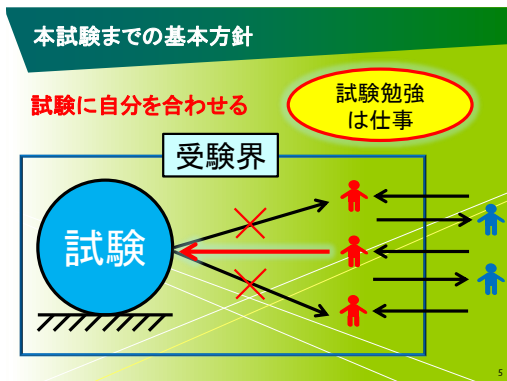 本試験までの基本方針
試験に自分を合わせる
試験勉強
は仕事
受験界
試験
5